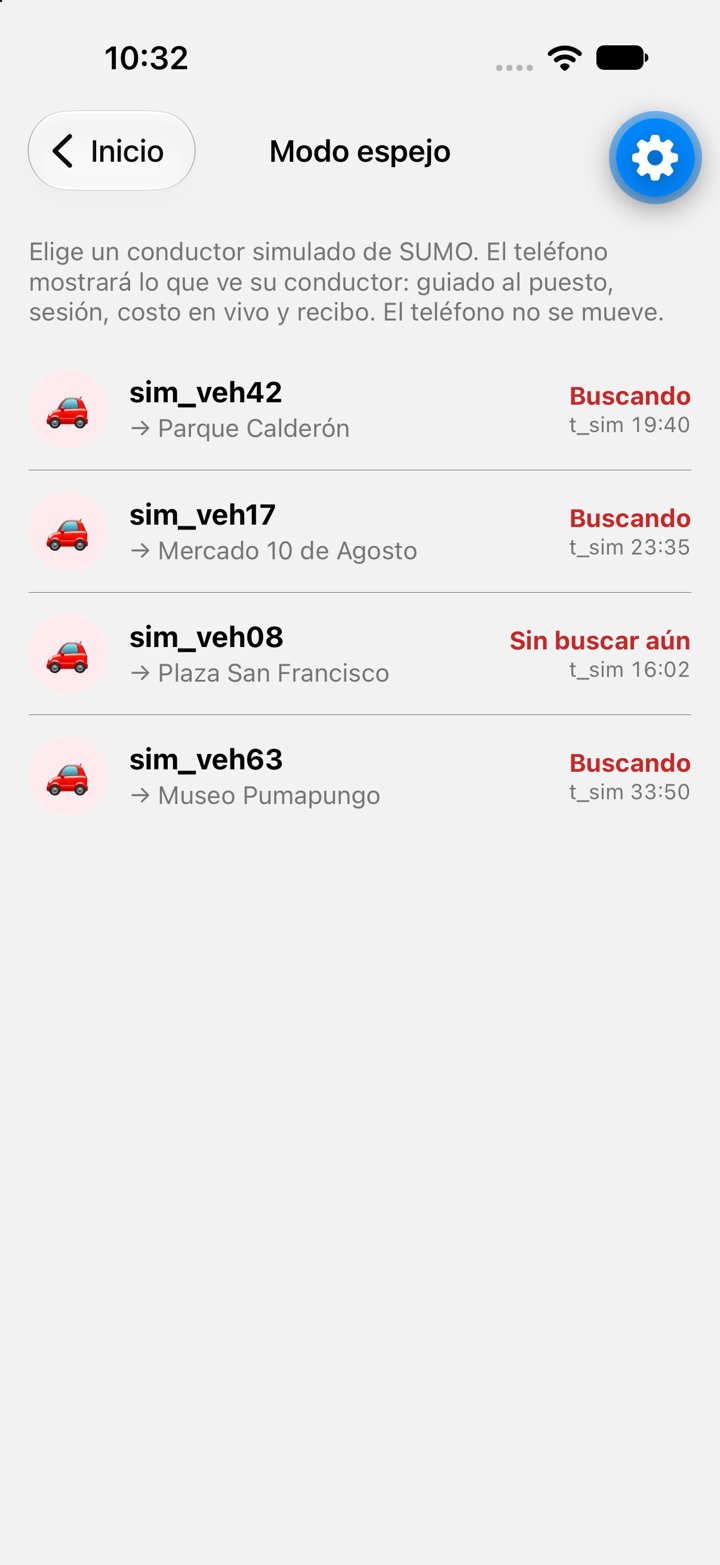 10:32
Inicio
Modo espejo
Elige un conductor simulado de SUMO. El teléfono
mostrará lo que ve su conductor: guiado al puesto,
sesión, costo en vivo y recibo. El teléfono no se mueve.
sim_veh42
Buscando
→ Parque Calderón
t_sim 19:40
sim_veh17
Buscando
→ Mercado 10 de Agosto
t_sim 23:35
sim_veh08
Sin buscar aún
→ Plaza San Francisco
t_sim 16:02
sim_veh63
Buscando
→ Museo Pumapungo
t_sim 33:50